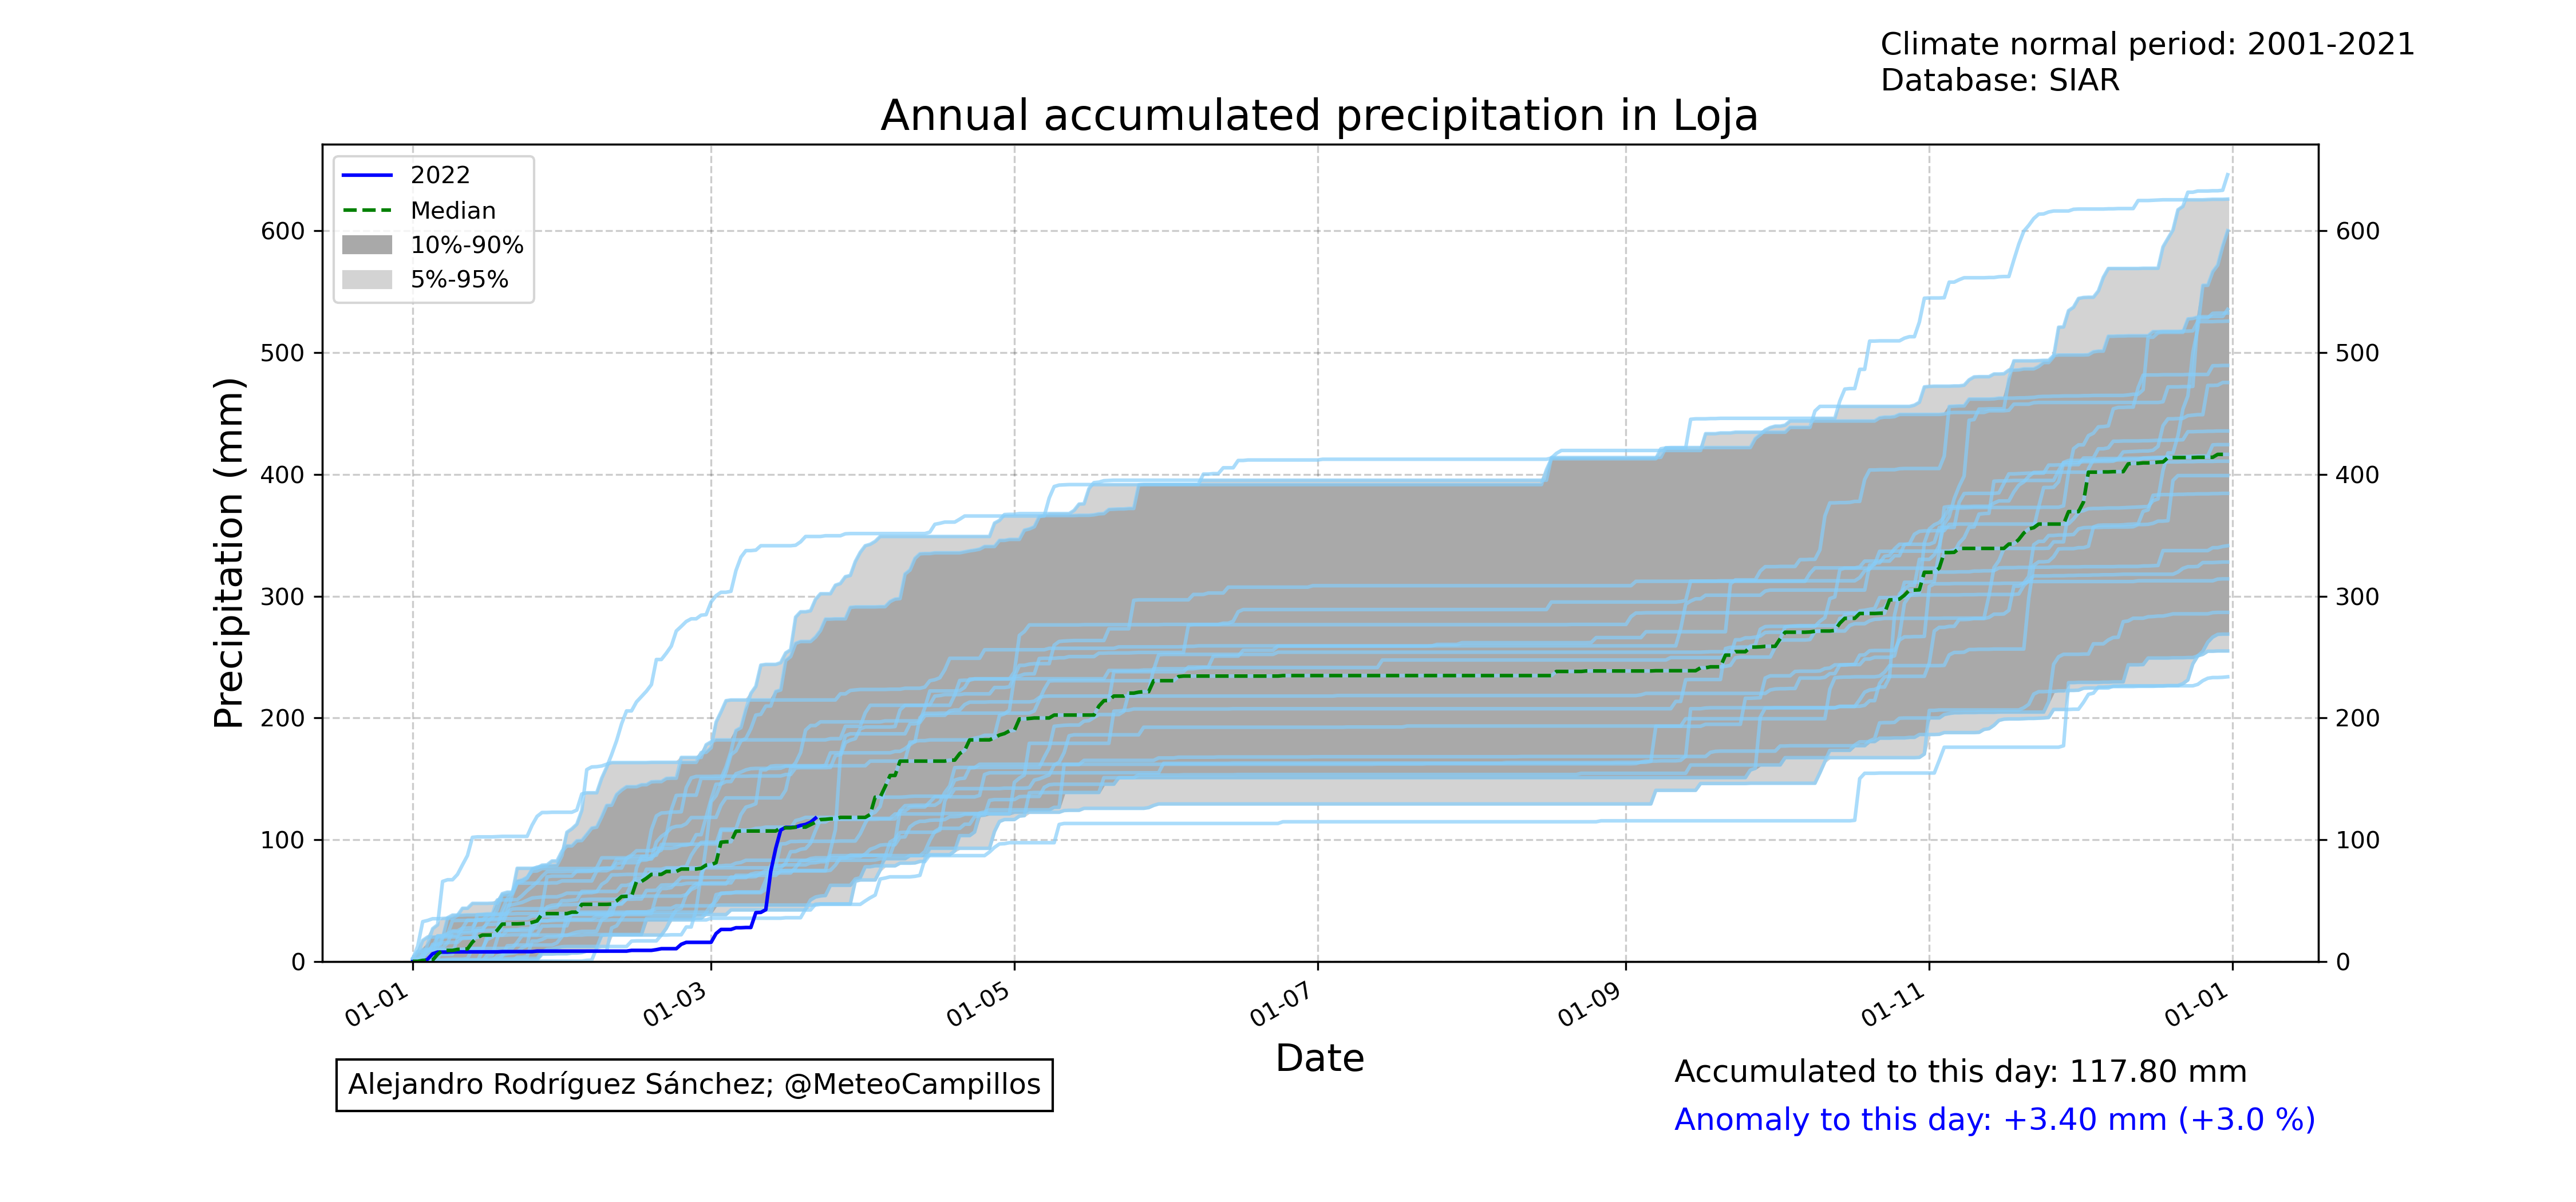 Climate normal period: 2001-2021
Database: SIAR
Annual accumulated precipitation in Loja
2022
Median
10%-90%
5%-95%
Precipitation (mm)
600
500
400
300
200
100
0
600
500
400
300
200
100
0
01-01
01-03
01-05
01-07
01-09
01-11
01-01
Date
Alejandro Rodríguez Sánchez; @MeteoCampillos
Accumulated to this day: 117.80 mm
Anomaly to this day: +3.40 mm (+3.0 %)